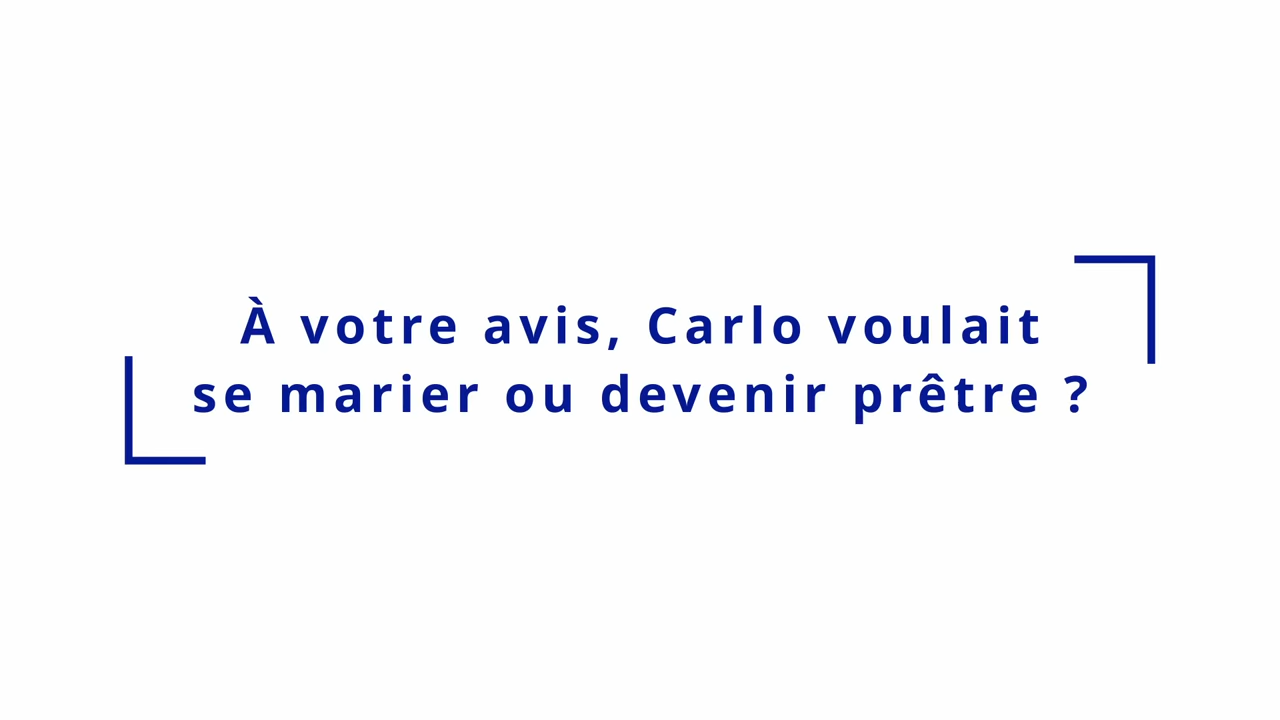 À votre avis, Carlo voulait
se marier ou devenir prêtre ?